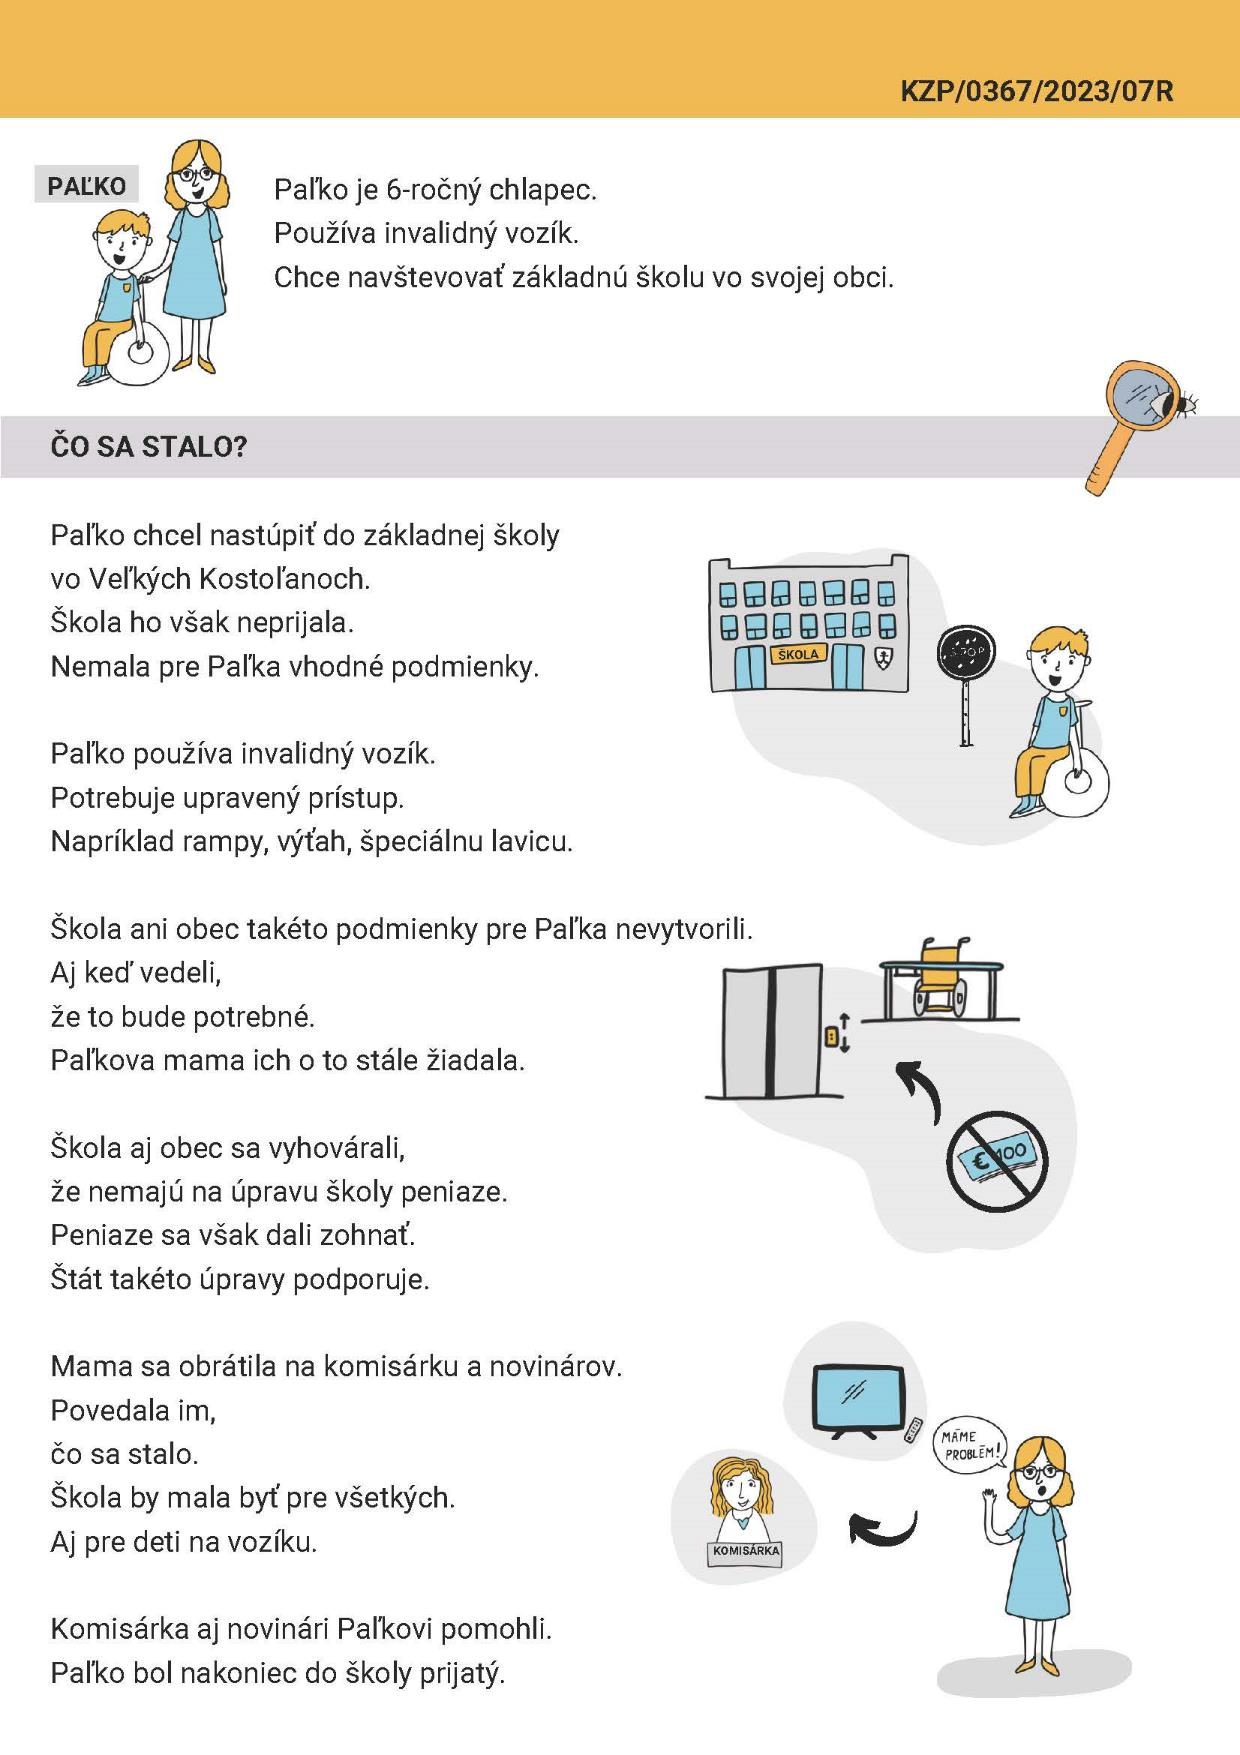 KZP/0367/2023/07R
PAĽKO
Paľko je 6-ročný chlapec.
Používa invalidný vozík.
Chce navštevovať základnú školu vo svojej obci.
ČO SA STALO?
Paľko chcel nastúpiť do základnej školy
vo Veľkých Kostoľanoch.
Škola ho však neprijala.
Nemala pre Paľka vhodné podmienky.
ŠKOLA
STOP
Paľko používa invalidný vozík.
Potrebuje upravený prístup.
Napríklad rampy, výťah, špeciálnu lavicu.
Škola ani obec takéto podmienky pre Paľka nevytvorili.
Aj keď vedeli,
že to bude potrebné.
Paľkova mama ich o to stále žiadala.
Škola aj obec sa vyhovárali,
že nemajú na úpravu školy peniaze.
Peniaze sa však dali zohnať.
Štát takéto úpravy podporuje.
€ 100
Mama sa obrátila na komisárku a novinárov.
Povedala im,
čo sa stalo.
Škola by mala byť pre všetkých.
Aj pre deti na vozíku.
MÁME
PROBLÉM!
KOMISÁRKA
Komisárka aj novinári Paľkovi pomohli.
Paľko bol nakoniec do školy prijatý.